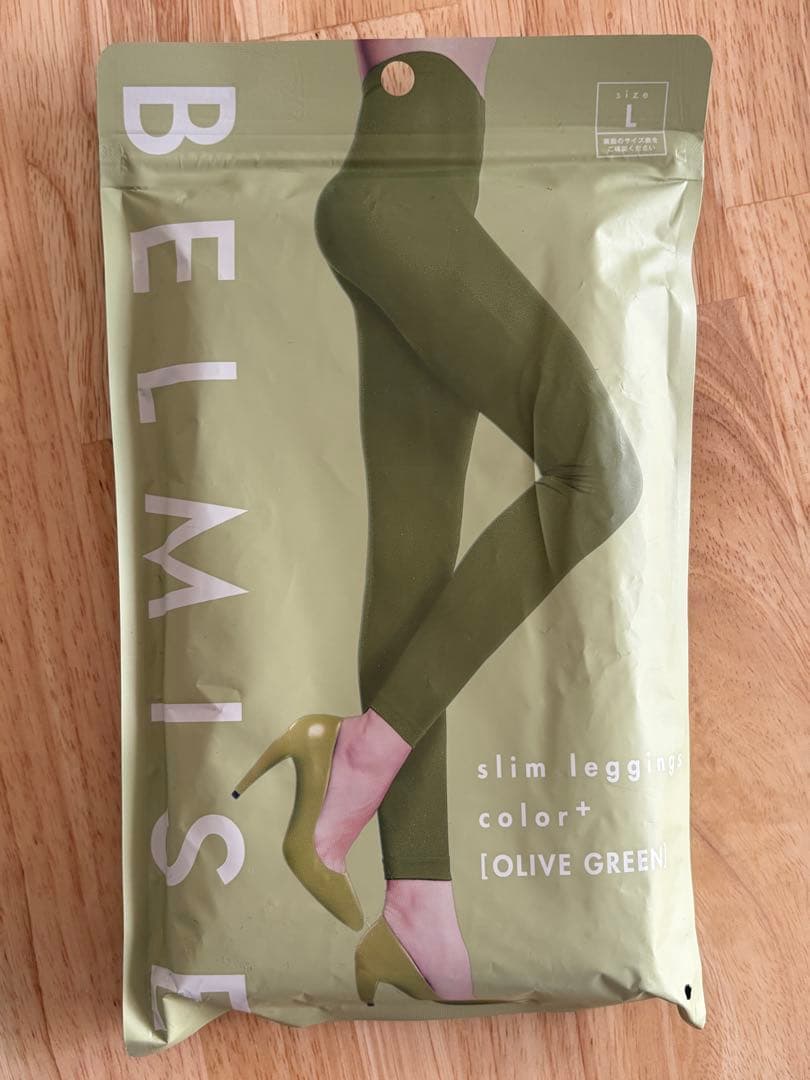 BELMISE
size
L
裏面のサイズ表を
ご確認ください
slim leggings
color+
[OLIVE GREEN]